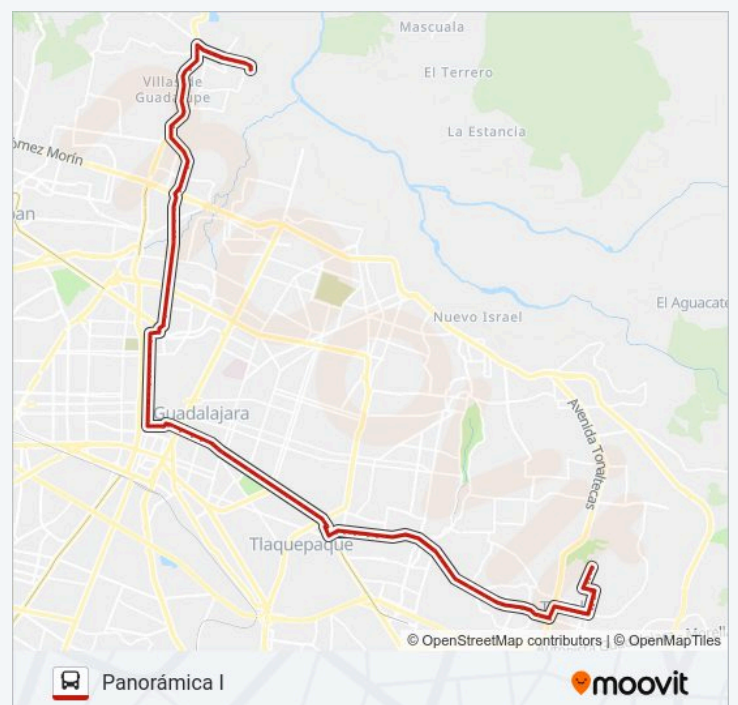 Mascuala
El Terrero
Villas de
Guadalupe
La Estancia
ómez Morín
pan
El Aguacate
Nuevo Israel
Guadalajara
Avenida Tonaltecas
Tlaquepaque
© OpenStreetMap contributors | © OpenMapTiles
Panorámica I
moovit